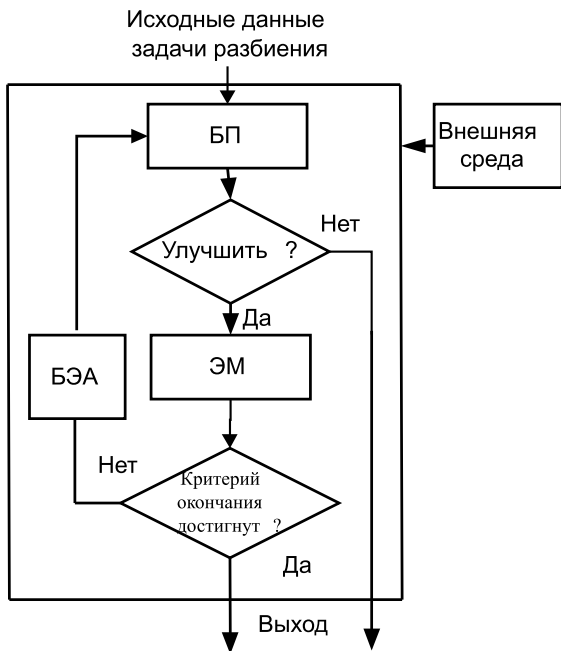 Исходные данные
задачи разбиения
БП
Внешняя
среда
Нет
Улучшить ?
Да
ЭМ
БЭА
Нет
Критерий
окончания
достигнут ?
Да
Выход